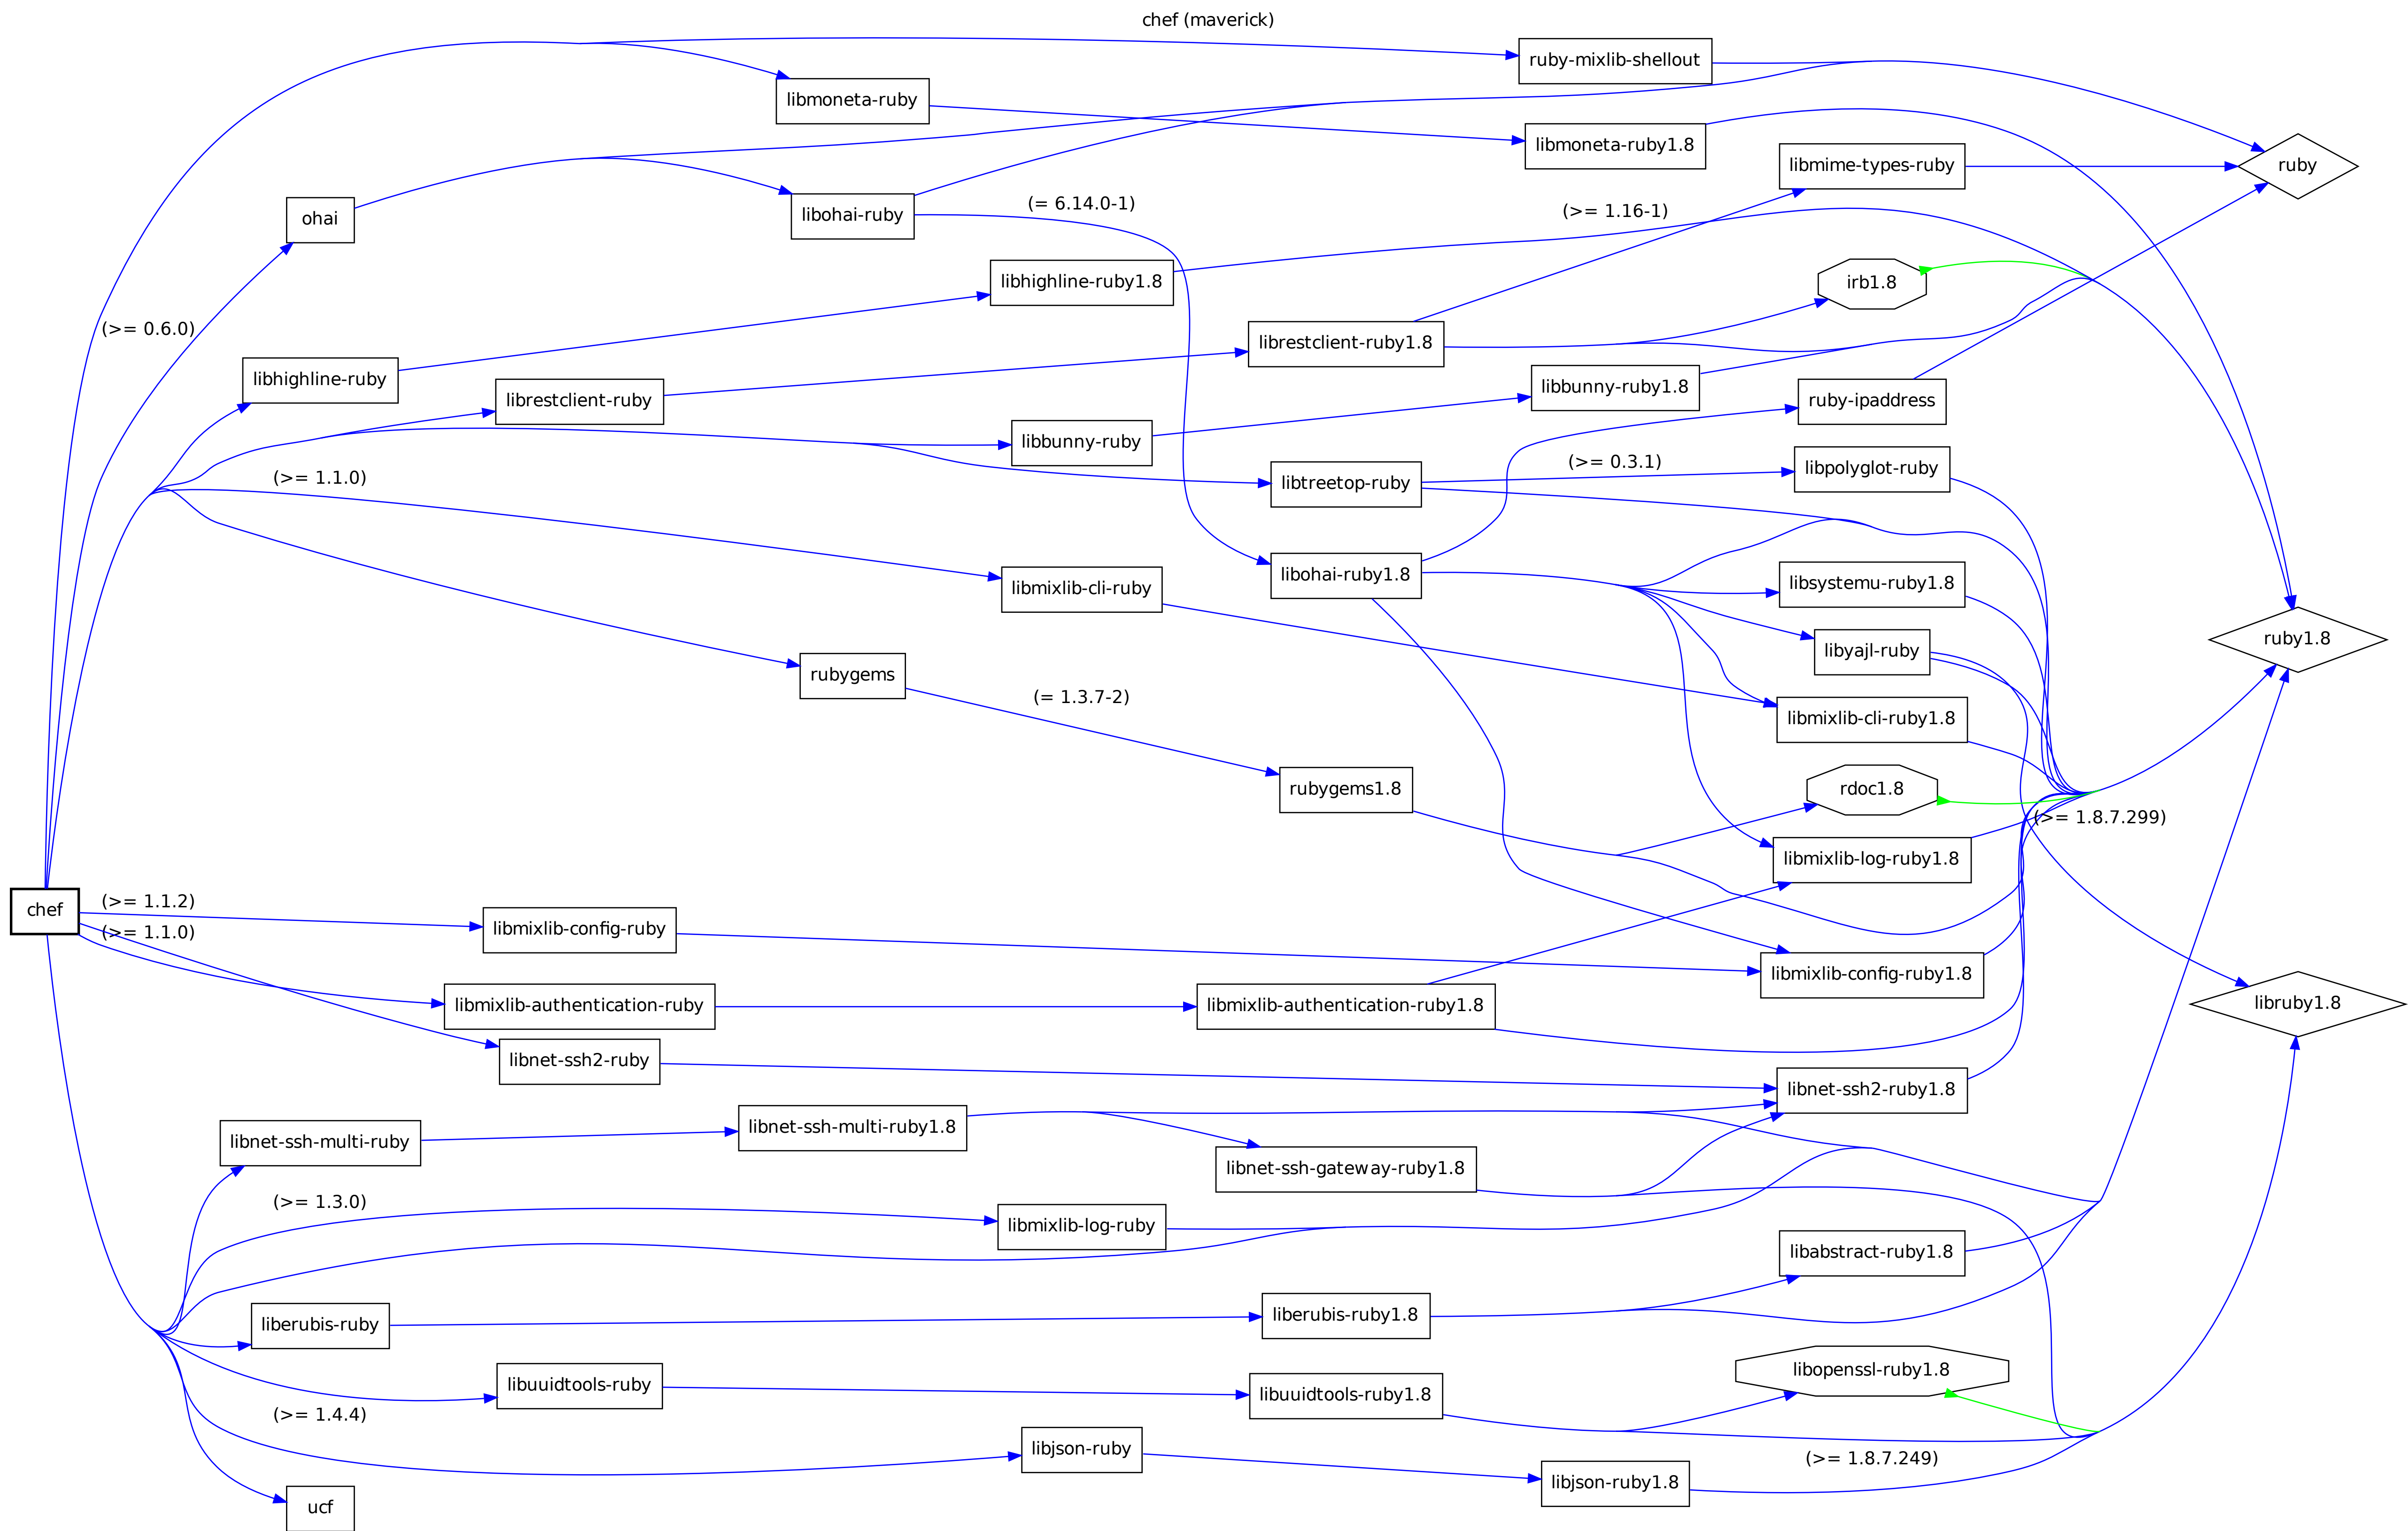 chef (maverick)
ruby-mixlib-shellout
libmoneta-ruby
libmoneta-ruby1.8
libmime-types-ruby
ruby
ohai
libohai-ruby
(= 6.14.0-1)
(>= 1.16-1)
libhighline-ruby1.8
irb1.8
(>= 0.6.0)
librestclient-ruby1.8
libhighline-ruby
librestclient-ruby
libbunny-ruby1.8
ruby-ipaddress
libbunny-ruby
(>= 1.1.0)
libtreetop-ruby
(>= 0.3.1)
libpolyglot-ruby
libohai-ruby1.8
libmixlib-cli-ruby
libsystemu-ruby1.8
ruby1.8
libyajl-ruby
rubygems
(= 1.3.7-2)
libmixlib-cli-ruby1.8
rubygems1.8
rdoc1.8
(>= 1.8.7.299)
libmixlib-log-ruby1.8
chef
(>= 1.1.2)
(>= 1.1.0)
libmixlib-config-ruby
libmixlib-config-ruby1.8
libmixlib-authentication-ruby
libmixlib-authentication-ruby1.8
libruby1.8
libnet-ssh2-ruby
libnet-ssh2-ruby1.8
libnet-ssh-multi-ruby
libnet-ssh-multi-ruby1.8
libnet-ssh-gateway-ruby1.8
(>= 1.3.0)
libmixlib-log-ruby
libabstract-ruby1.8
liberubis-ruby
liberubis-ruby1.8
libopenssl-ruby1.8
libuuidtools-ruby
libuuidtools-ruby1.8
(>= 1.4.4)
libjson-ruby
(>= 1.8.7.249)
libjson-ruby1.8
ucf